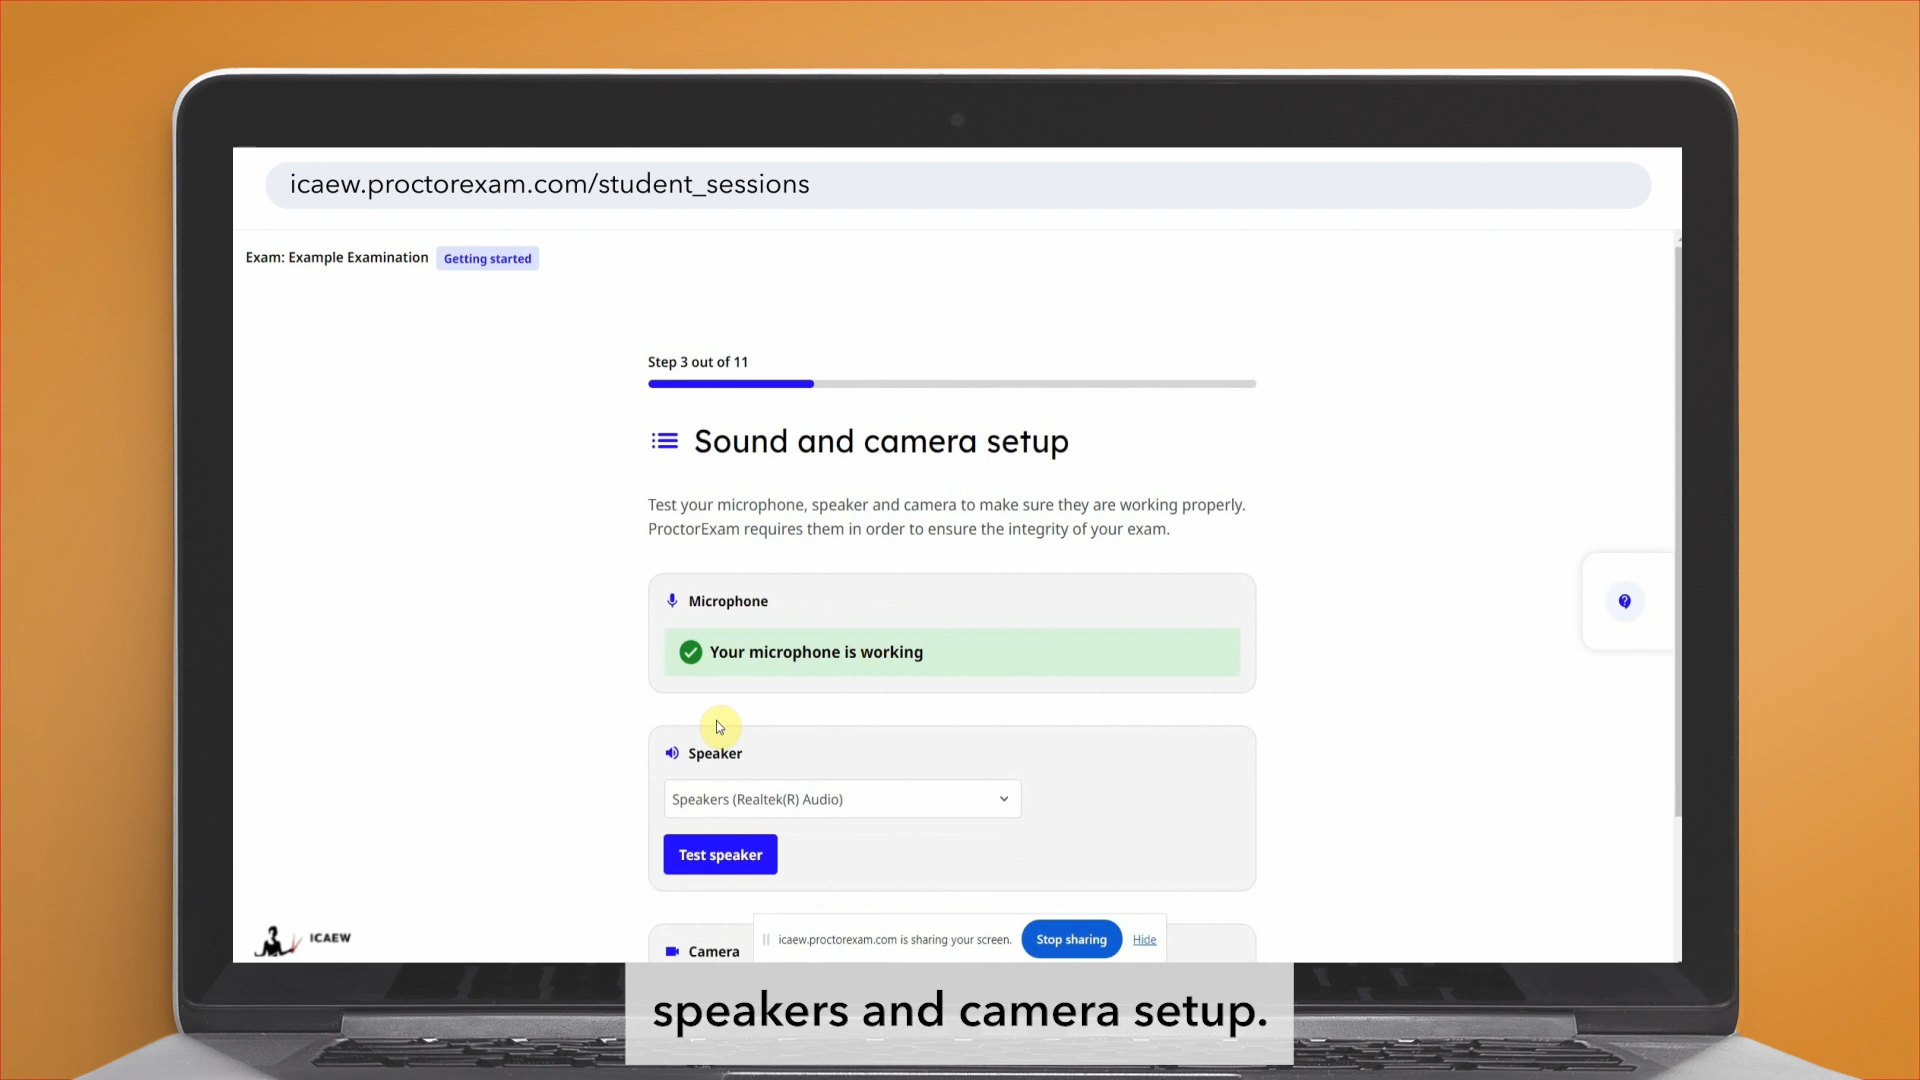 icaew.proctorexam.com/student_sessions
Exam: Example Examination Getting started
Step 3 out of 11
Sound and camera setup
Test your microphone, speaker and camera to make sure they are working properly.
ProctorExam requires them in order to ensure the integrity of your exam.
Microphone
Your microphone is working
Speaker
Speakers (Realtek(R) Audio)
Test speaker
ICAEW
Camera
icaew.proctorexam.com is sharing your screen. Stop sharing Hide
speakers and camera setup.